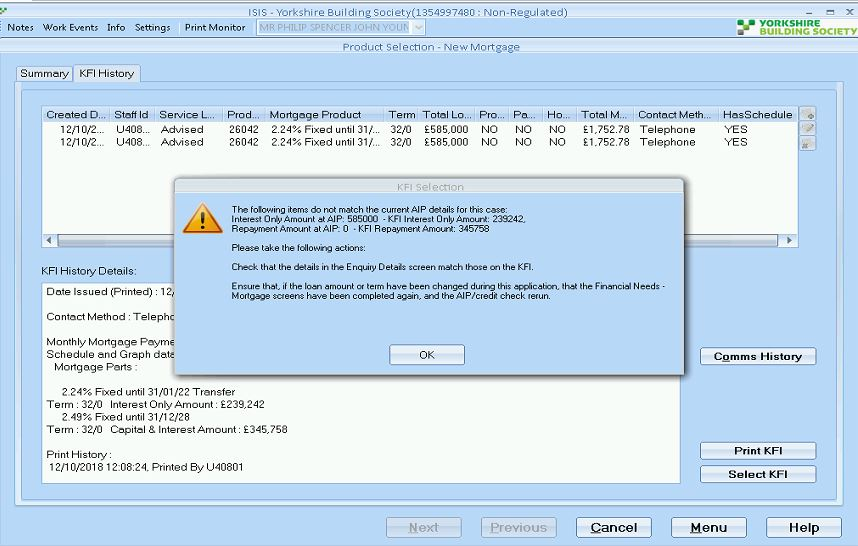 ISIS - Yorkshire Building Society(1354997480 : Non-Regulated)
Notes Work Events Info Settings Print Monitor MR PHILIP SPENCER JOHN YOUN
YORKSHIRE
BUILDING SOCIETY
Product Selection - New Mortgage
Summary KFI History
Created D... Staff Id Service L... Prod... Mortgage Product Term Total Lo... Pro... Pa... Ho... Total M... Contact Meth... HasSchedule
12/10/2... U408... Advised 26042 2.24% Fixed until 31/... 32/0 £585,000 NO NO NO £1,752.78 Telephone YES
12/10/2... U408... Advised 26042 2.24% Fixed until 31/... 32/0 £585,000 NO NO NO £1,752.78 Telephone YES
KFI Selection
The following items do not match the current AIP details for this case:
Interest Only Amount at AIP: 585000 - KFI Interest Only Amount: 239242,
Repayment Amount at AIP: 0 - KFI Repayment Amount: 345758
Please take the following actions:
Check that the details in the Enquiry Details screen match those on the KFI.
Ensure that, if the loan amount or term have been changed during this application, that the Financial Needs -
Mortgage screens have been completed again, and the AIP/credit check rerun.
OK
KFI History Details:
Date Issued (Printed) : 12/
Contact Method : Telepho
Monthly Mortgage Payme
Schedule and Graph data
Mortgage Parts :
2.24% Fixed until 31/01/22 Transfer
Term : 32/0 Interest Only Amount : £239,242
2.49% Fixed until 31/12/28
Term : 32/0 Capital & Interest Amount : £345,758
Print History :
12/10/2018 12:08:24, Printed By U40801
Comms History
Print KFI
Select KFI
Next Previous Cancel Menu Help